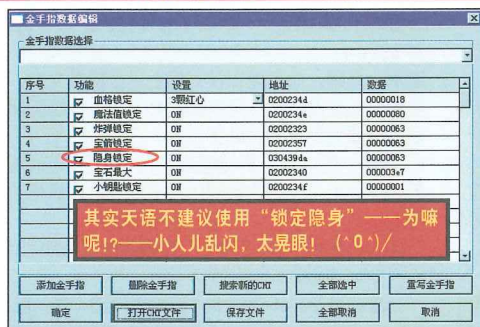 金手指数据编辑
金手指数据选择
序号 功能 设置 地址 数据
1 血格锁定 3颗红心 0200234d 00000018
2 魔法值锁定 ON 0200234e 00000080
3 炸弹锁定 ON 02002323 00000063
4 宝箭锁定 ON 02002357 00000063
5 隐身锁定 ON 030439da 00000063
6 宝石最大 ON 02002340 000003e7
7 小钥匙锁定 ON 0200234f 00000001
其实天语不建议使用“锁定隐身”——为嘛
呢!?——小人儿乱闪，太晃眼! (^0^)/
添加金手指 删除金手指 搜索新的CHT 全部选中 重写金手指
确定 打开CHT文件 保存文件 全部取消 取消